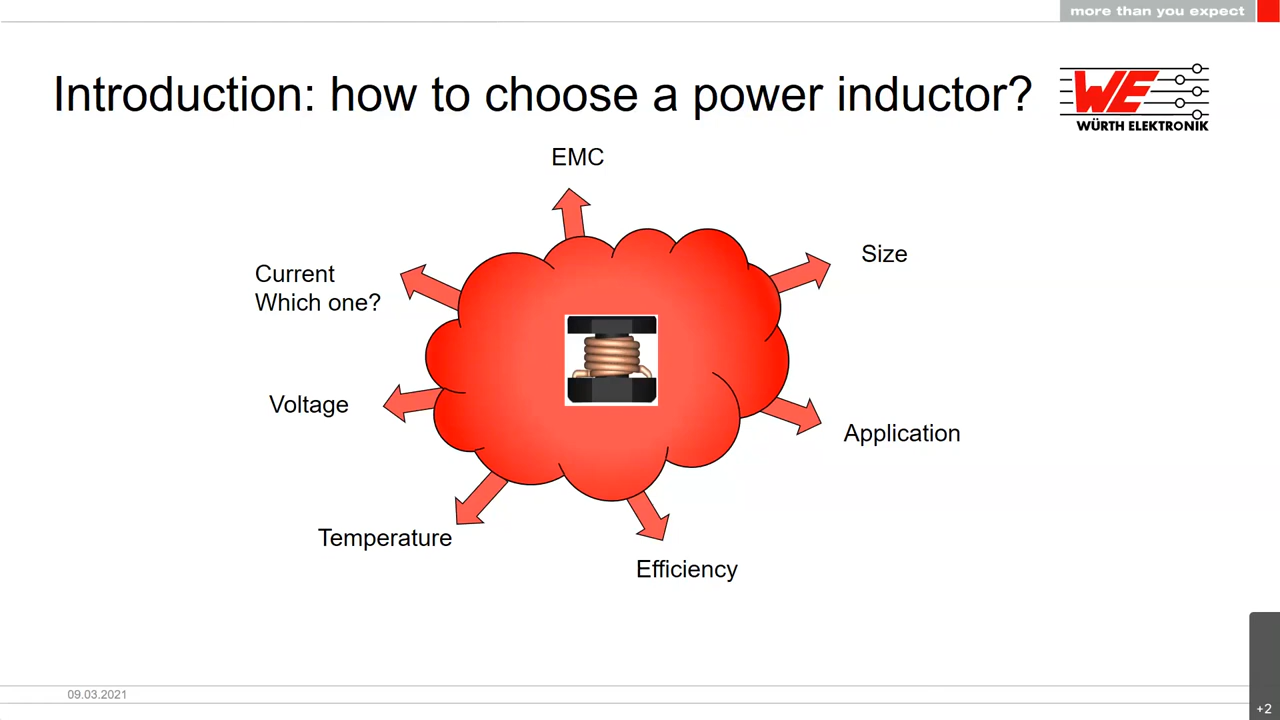 more than you expect
Introduction: how to choose a power inductor?
WE
WÜRTH ELEKTRONIK
EMC
Size
Current
Which one?
Voltage
Application
Temperature
Efficiency
09.03.2021
+2